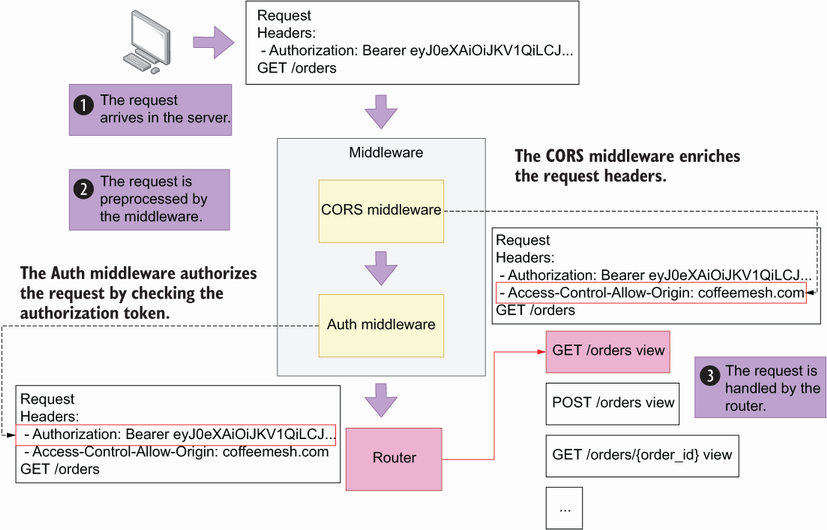 Request
Headers:
- Authorization: Bearer eyJ0eXAiOiJKV1QiLCJ...
GET /orders
1 The request
arrives in the server.
2 The request is
preprocessed by
the middleware.
Middleware
CORS middleware
Auth middleware
The CORS middleware enriches
the request headers.
Request
Headers:
- Authorization: Bearer eyJ0eXAiOiJKV1QiLCJ...
- Access-Control-Allow-Origin: coffeemesh.com
GET /orders
The Auth middleware authorizes
the request by checking the
authorization token.
Request
Headers:
- Authorization: Bearer eyJ0eXAiOiJKV1QiLCJ...
- Access-Control-Allow-Origin: coffeemesh.com
GET /orders
Router
GET /orders view
POST /orders view
GET /orders/{order_id} view
...
3 The request is
handled by the
router.